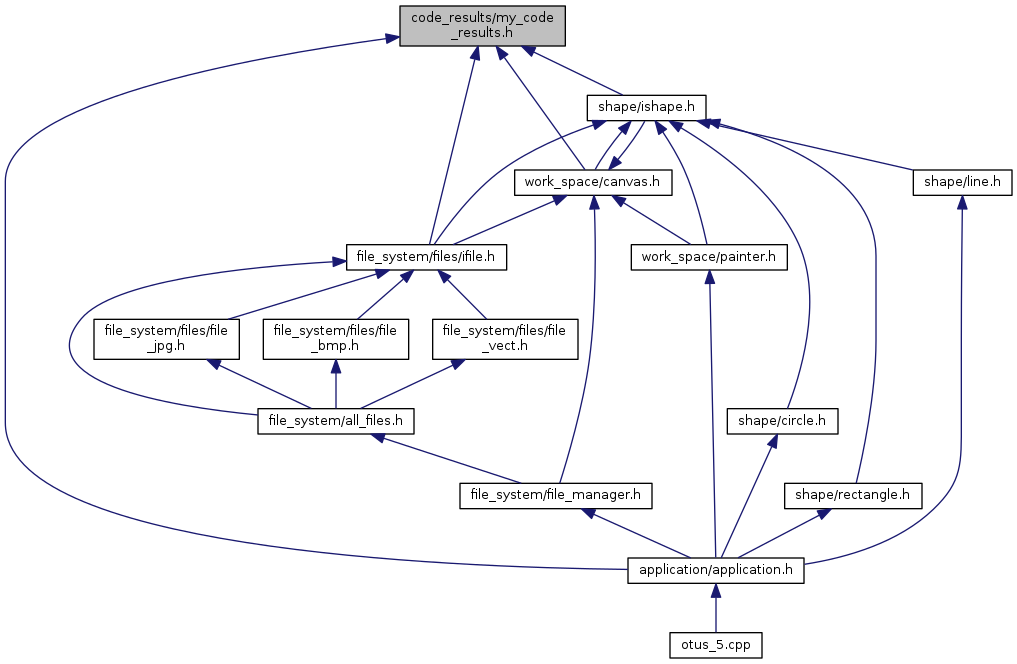 code_results/my_code
_results.h
shape/ishape.h
work_space/canvas.h
shape/line.h
file_system/files/ifile.h
work_space/painter.h
file_system/files/file
_jpg.h
file_system/files/file
_bmp.h
file_system/files/file
_vect.h
file_system/all_files.h
shape/circle.h
file_system/file_manager.h
shape/rectangle.h
application/application.h
otus_5.cpp